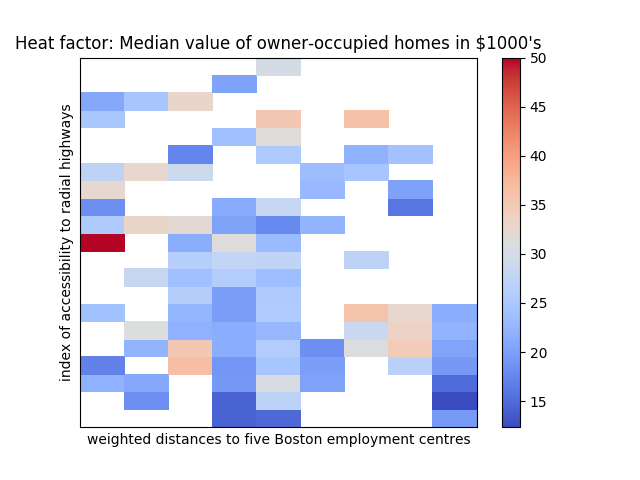 Heat factor: Median value of owner-occupied homes in $1000's
index of accessibility to radial highways
weighted distances to five Boston employment centres
50
45
40
35
30
25
20
15